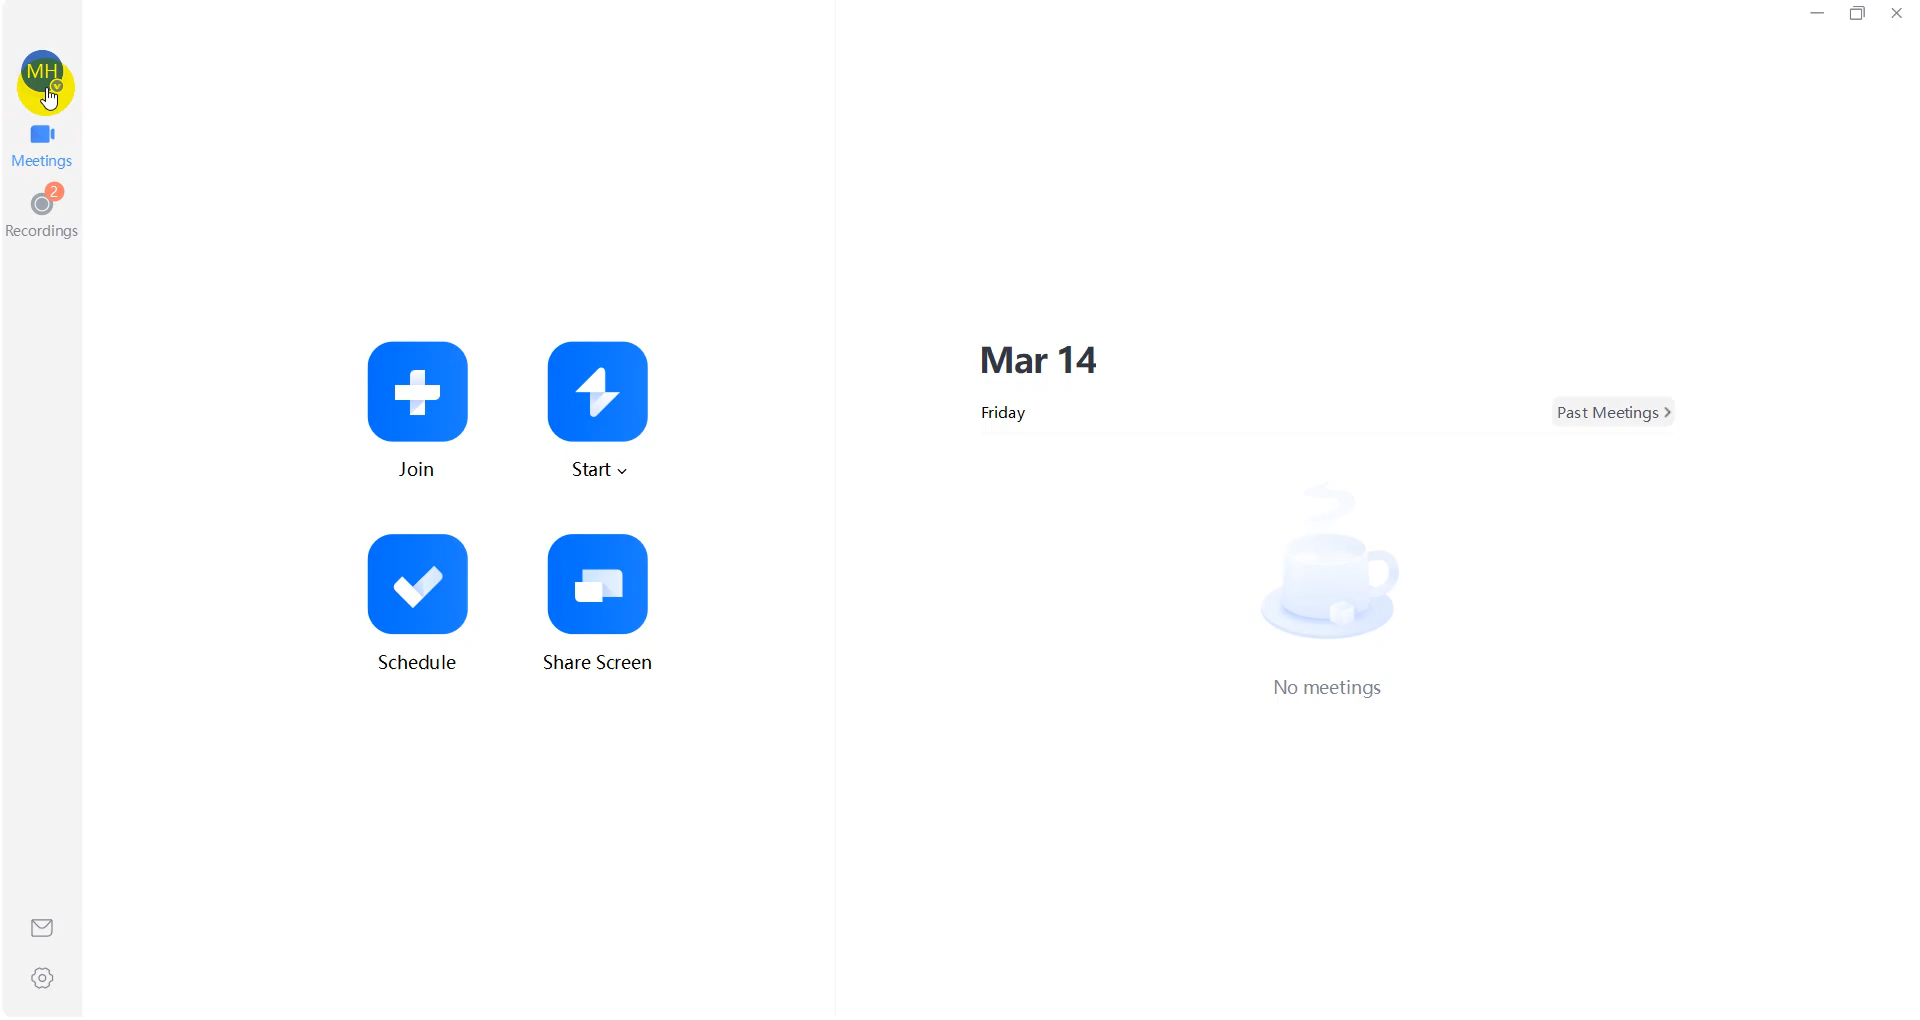 MH
Meetings
2
Recordings
Join
Start
Schedule
Share Screen
Mar 14
Friday
Past Meetings
No meetings